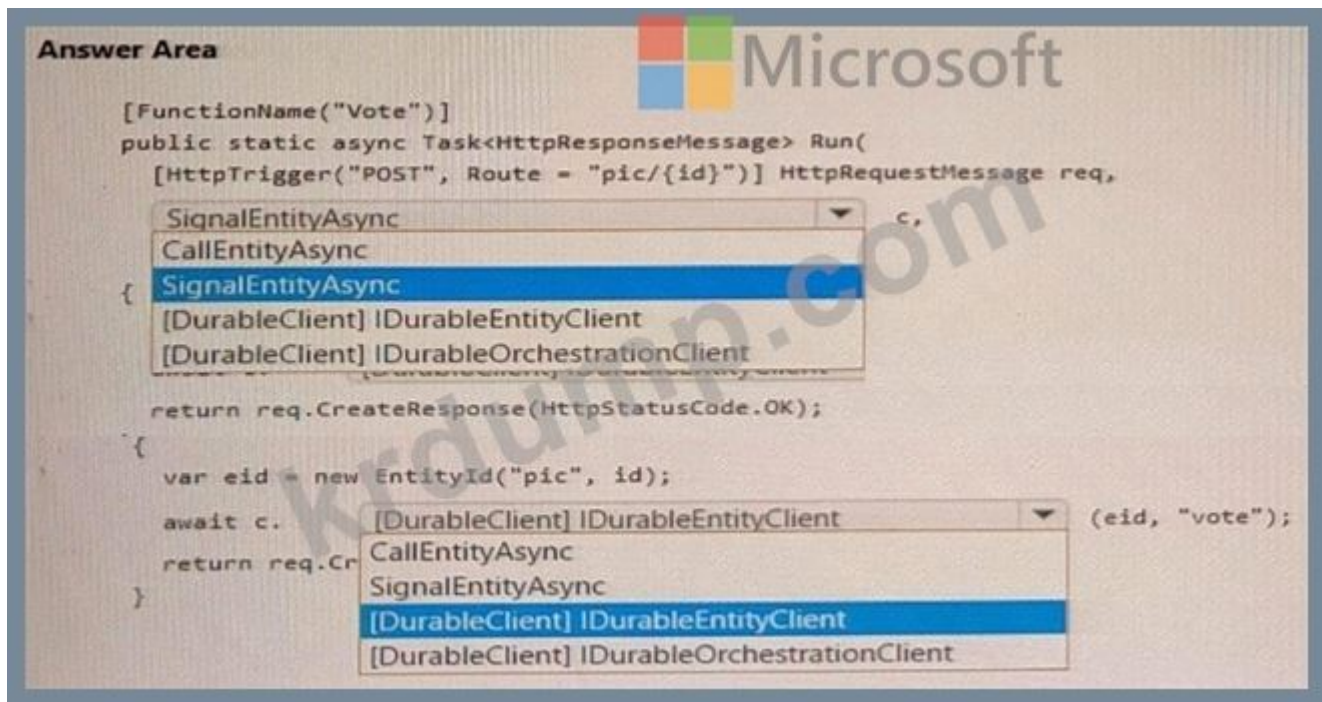 Answer Area
Microsoft
[FunctionName("Vote")]
public static async Task<HttpResponseMessage> Run(
[HttpTrigger("POST", Route = "pic/{id}")] HttpRequestMessage req,
SignalEntityAsync c,
CallEntityAsync
{ SignalEntityAsync
[DurableClient] IDurableEntityClient
[DurableClient] IDurableOrchestrationClient
return req.CreateResponse(HttpStatusCode.OK);
{
var eid = new EntityId("pic", id);
await c. [DurableClient] IDurableEntityClient (eid, "vote");
CallEntityAsync
return req.Cr
SignalEntityAsync
}
[DurableClient] IDurableEntityClient
[DurableClient] IDurableOrchestrationClient
krdump.com